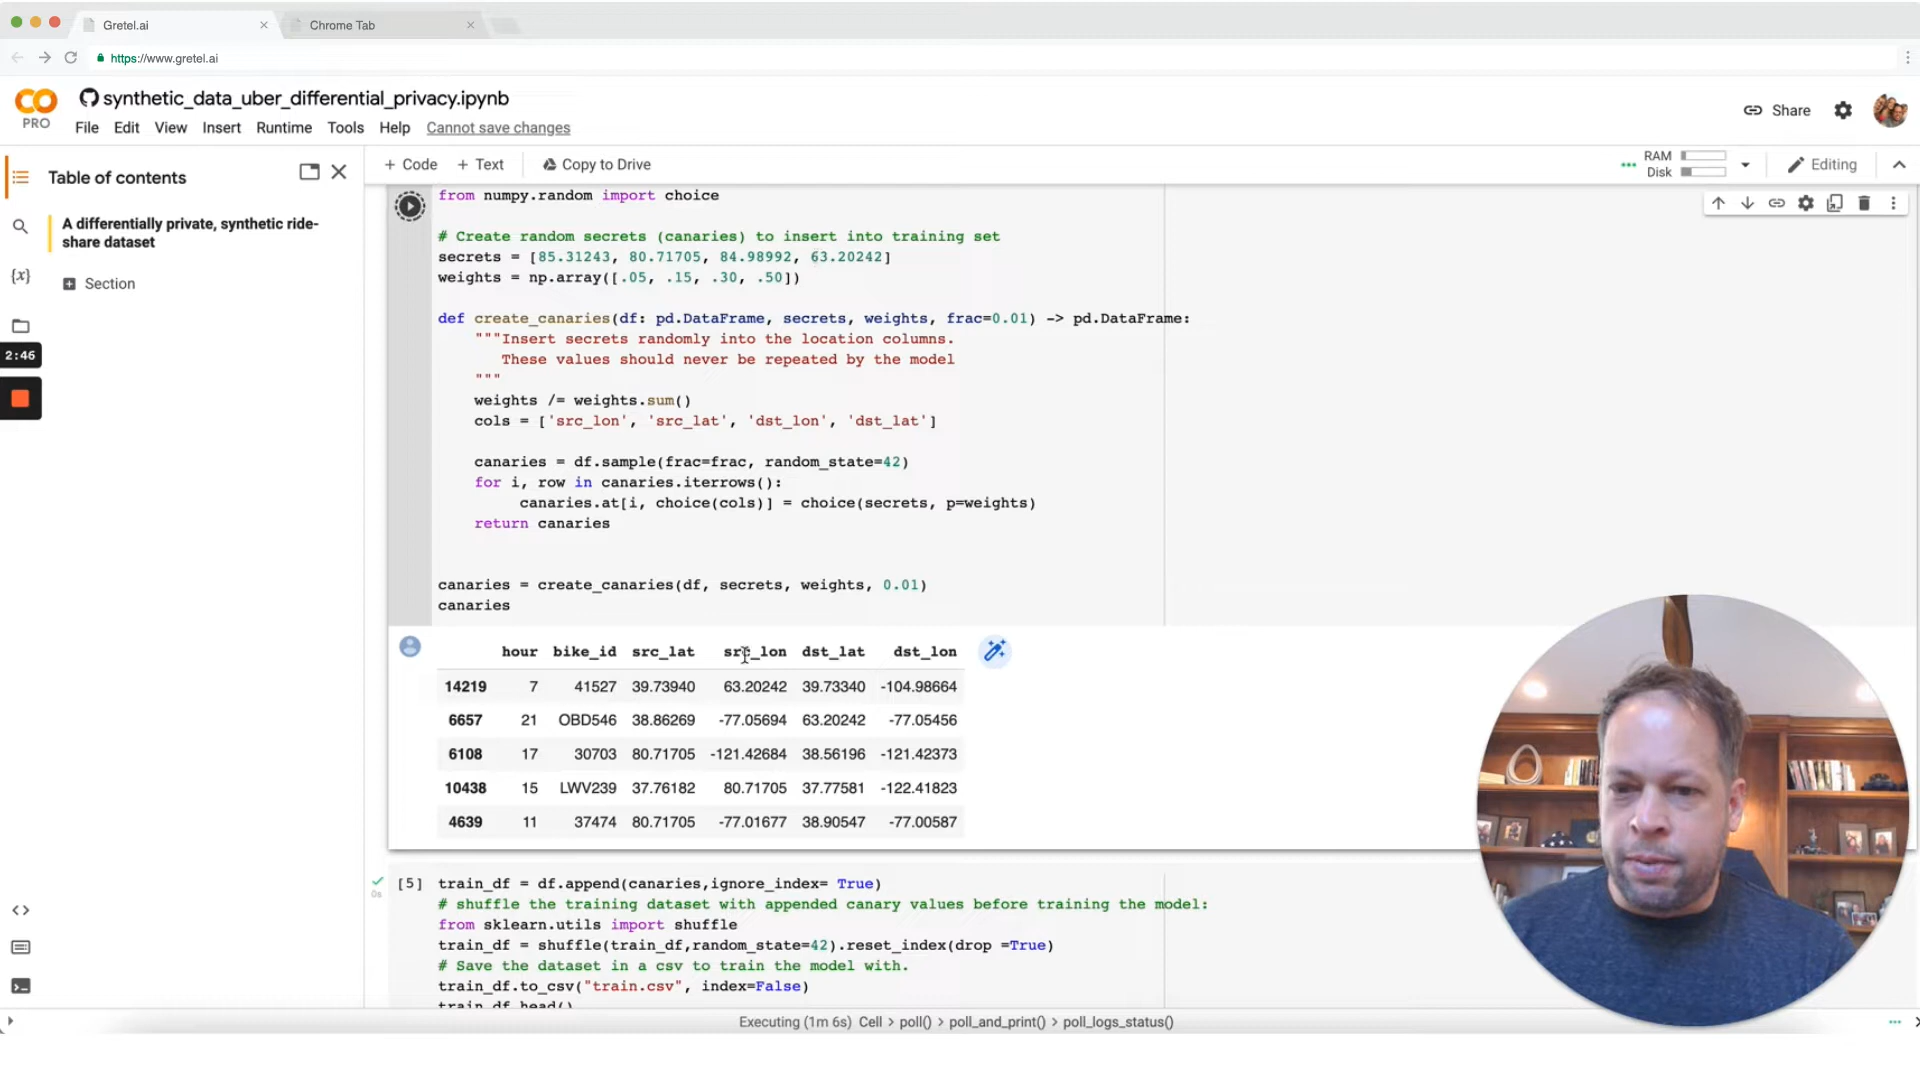 Gretel.ai
Chrome Tab
https://www.gretel.ai
PRO
synthetic_data_uber_differential_privacy.ipynb
File Edit View Insert Runtime Tools Help Cannot save changes
Share
+ Code + Text Copy to Drive
RAM
Disk
Editing
Table of contents
A differentially private, synthetic ride-
share dataset
Section
{x}
2:46
from numpy.random import choice
# Create random secrets (canaries) to insert into training set
secrets = [85.31243, 80.71705, 84.98992, 63.20242]
weights = np.array([.05, .15, .30, .50])
def create_canaries(df: pd.DataFrame, secrets, weights, frac=0.01) -> pd.DataFrame:
"""Insert secrets randomly into the location columns.
These values should never be repeated by the model
"""
weights /= weights.sum()
cols = ['src_lon', 'src_lat', 'dst_lon', 'dst_lat']
canaries = df.sample(frac=frac, random_state=42)
for i, row in canaries.iterrows():
canaries.at[i, choice(cols)] = choice(secrets, p=weights)
return canaries
canaries = create_canaries(df, secrets, weights, 0.01)
canaries
hour bike_id src_lat src_lon dst_lat dst_lon
14219 7 41527 39.73940 63.20242 39.73340 -104.98664
6657 21 OBD546 38.86269 -77.05694 63.20242 -77.05456
6108 17 30703 80.71705 -121.42684 38.56196 -121.42373
10438 15 LWV239 37.76182 80.71705 37.77581 -122.41823
4639 11 37474 80.71705 -77.01677 38.90547 -77.00587
0s
[5] train_df = df.append(canaries,ignore_index= True)
# shuffle the training dataset with appended canary values before training the model:
from sklearn.utils import shuffle
train_df = shuffle(train_df,random_state=42).reset_index(drop =True)
# Save the dataset in a csv to train the model with.
train_df.to_csv("train.csv", index=False)
train_df.head()
Executing (1m 6s) Cell > poll() > poll_and_print() > poll_logs_status()